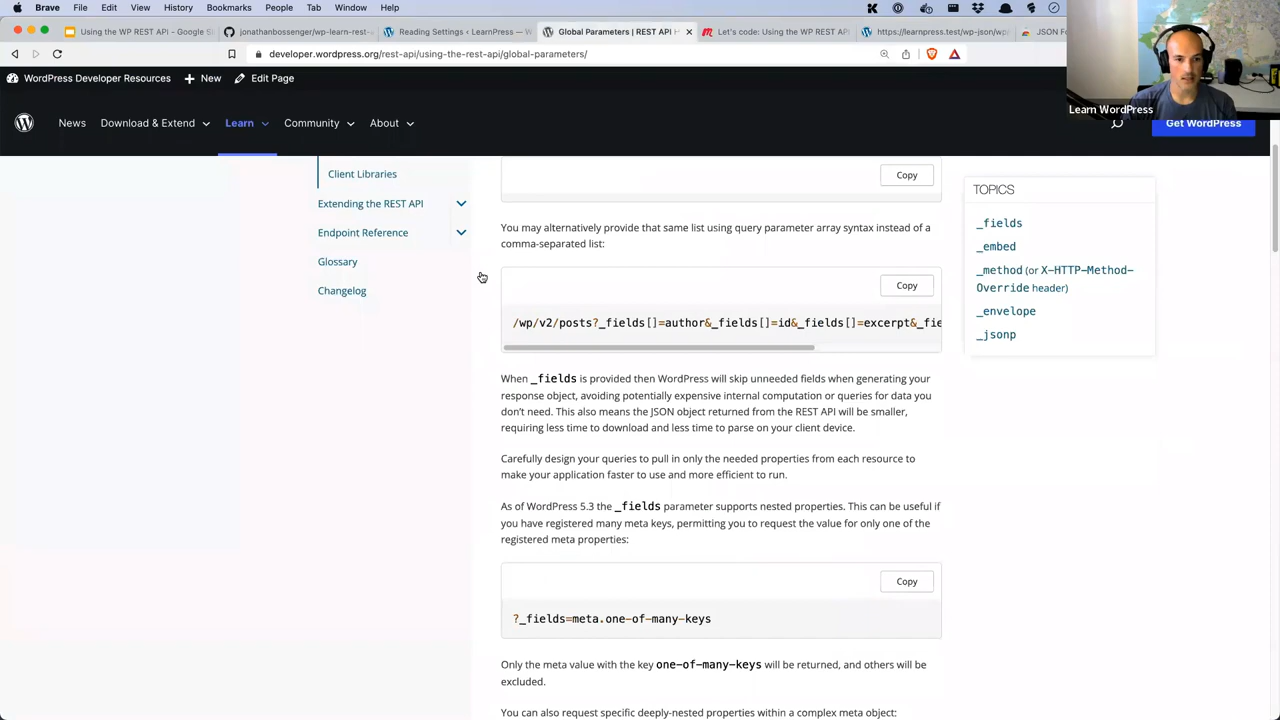 Brave File Edit View History Bookmarks People Tab Window Help
Using the WP REST API - Google Sl
jonathanbossenger/wp-learn-rest-
Reading Settings ‹ LearnPress —
Global Parameters | REST API H
Let's code: Using the WP REST API
https://learnpress.test/wp-json/wp
JSON Fo
developer.wordpress.org/rest-api/using-the-rest-api/global-parameters/
WordPress Developer Resources New Edit Page
Learn WordPress
News Download & Extend Learn Community About Get WordPress
Client Libraries
Extending the REST API
Endpoint Reference
Glossary
Changelog
Copy
You may alternatively provide that same list using query parameter array syntax instead of a
comma-separated list:
Copy
/wp/v2/posts?_fields[]=author&_fields[]=id&_fields[]=excerpt&_fie
When _fields is provided then WordPress will skip unneeded fields when generating your
response object, avoiding potentially expensive internal computation or queries for data you
don't need. This also means the JSON object returned from the REST API will be smaller,
requiring less time to download and less time to parse on your client device.
Carefully design your queries to pull in only the needed properties from each resource to
make your application faster to use and more efficient to run.
As of WordPress 5.3 the _fields parameter supports nested properties. This can be useful if
you have registered many meta keys, permitting you to request the value for only one of the
registered meta properties:
Copy
?_fields=meta.one-of-many-keys
Only the meta value with the key one-of-many-keys will be returned, and others will be
excluded.
You can also request specific deeply-nested properties within a complex meta object:
TOPICS
_fields
_embed
_method (or X-HTTP-Method-
Override header)
_envelope
_jsonp